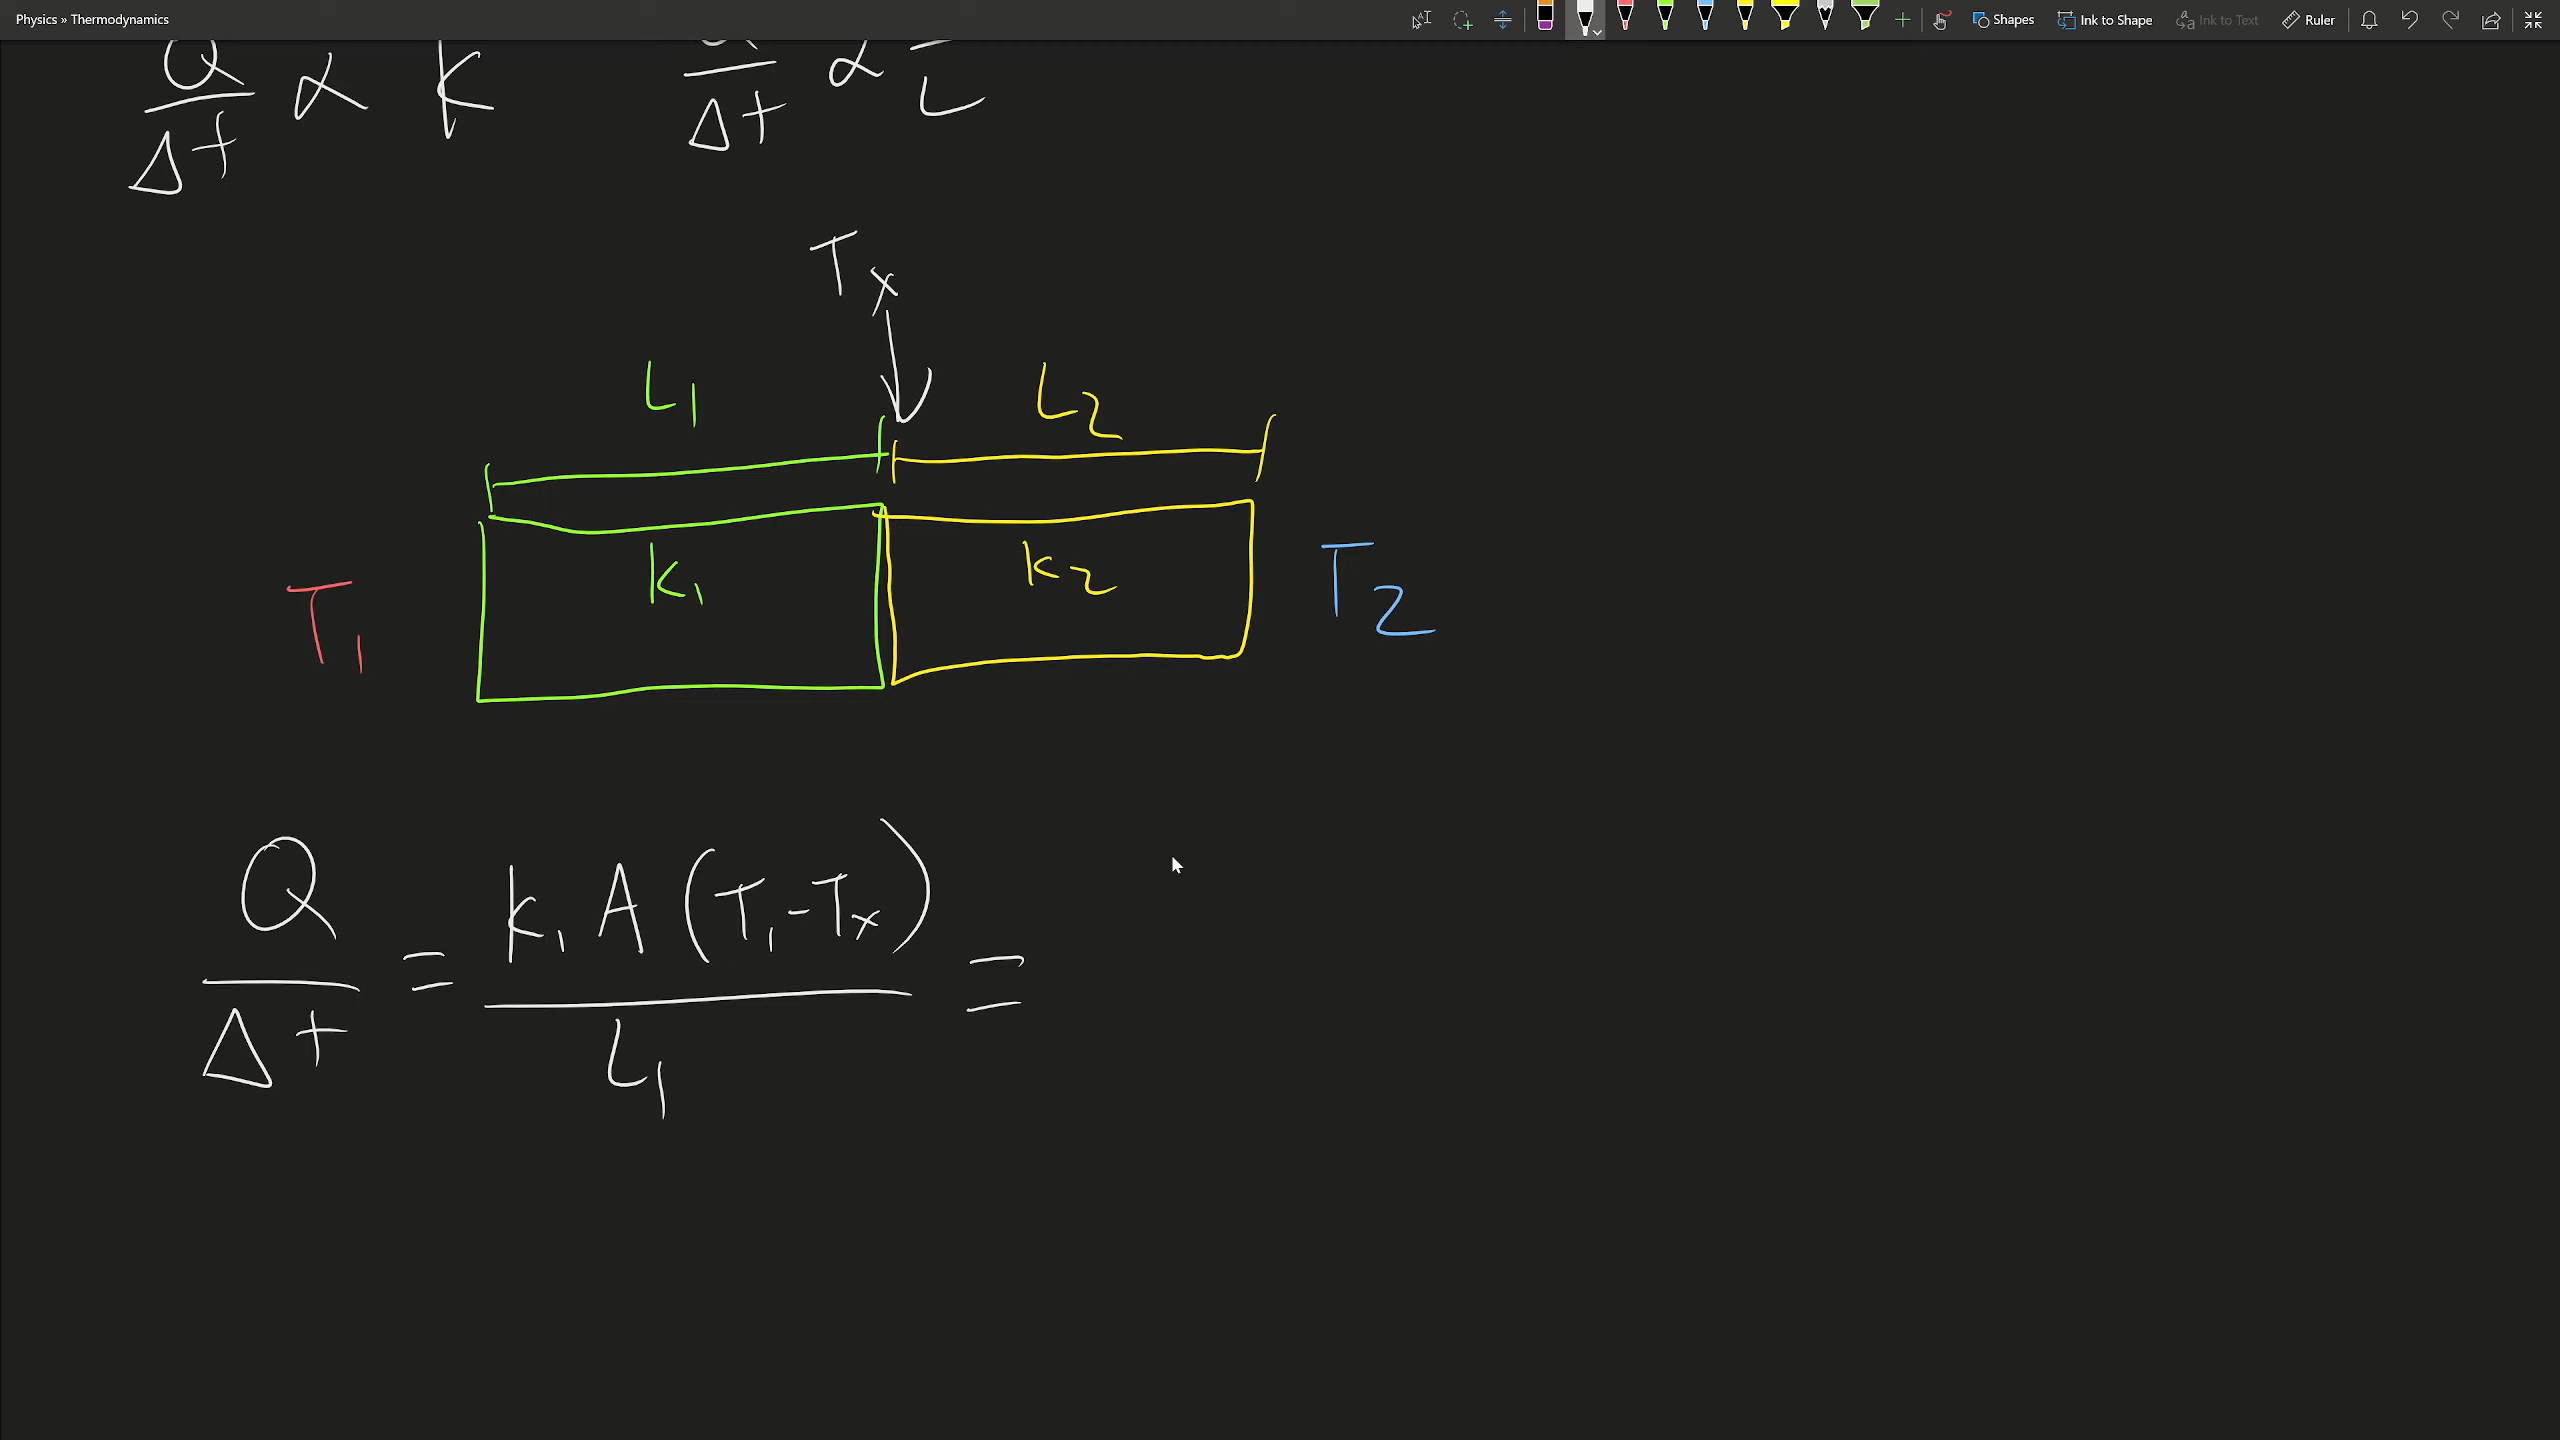 Physics » Thermodynamics
Shapes Ink to Shape Ink to Text Ruler
Q/Δt ∝ k
/Δt ∝ /L
Tx
L1 L2
T1 k1 k2 T2
Q/Δt = k1 A (T1-Tx)/L1 =